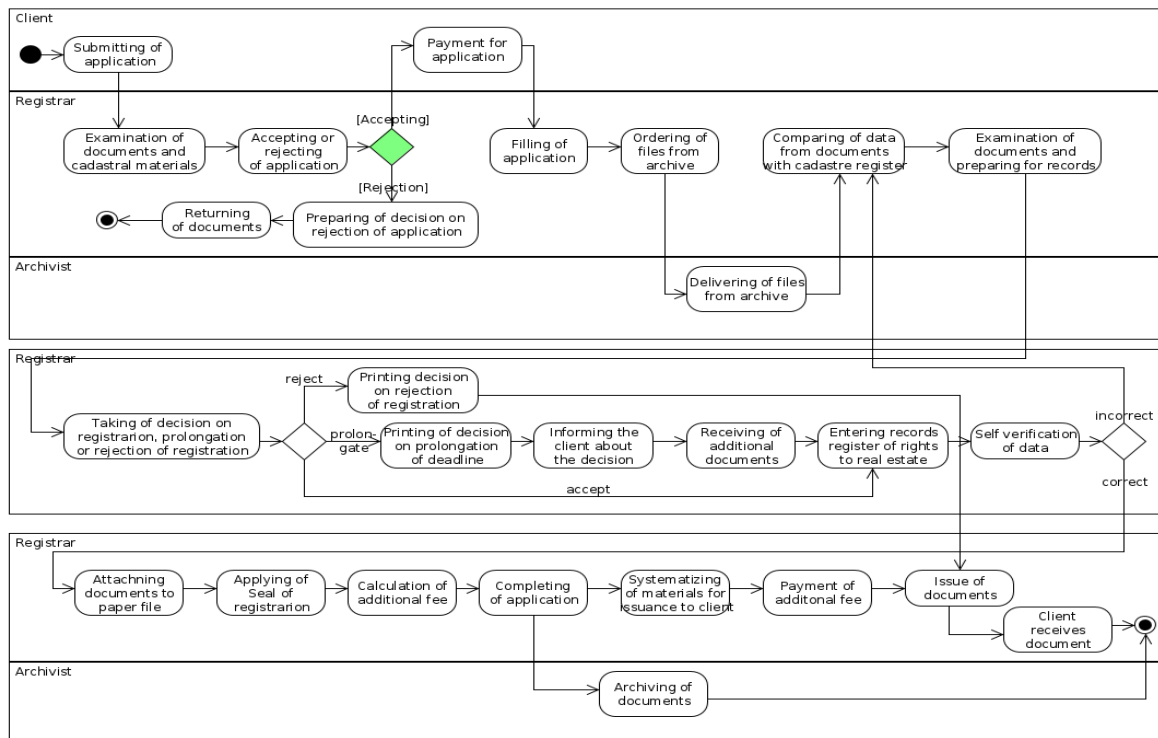 Client
Submitting of
application
Payment for
application
Registrar
[Accepting]
Examination of
documents and
cadastral materials
Accepting or
rejecting
of application
Filling of
application
Ordering of
files from
archive
Comparing of data
from documents
with cadastre register
Examination of
documents and
preparing for records
[Rejection]
Returning
of documents
Preparing of decision on
rejection of application
Archivist
Delivering of files
from archive
Registrar
reject
Printing decision
on rejection
of registration
Taking of decision on
registrarion, prolongation
or rejection of registration
prolon-
gate
Printing of decision
on prolongation
of deadline
Informing the
client about
the decision
Receiving of
additional
documents
Entering records
register of rights
to real estate
Self verification
of data
incorrect
correct
accept
Registrar
Attachning
documents to
paper file
Applying of
Seal of
registrarion
Calculation of
additional fee
Completing
of application
Systematizing
of materials for
issuance to client
Payment of
additonal fee
Issue of
documents
Client
receives
document
Archivist
Archiving of
documents